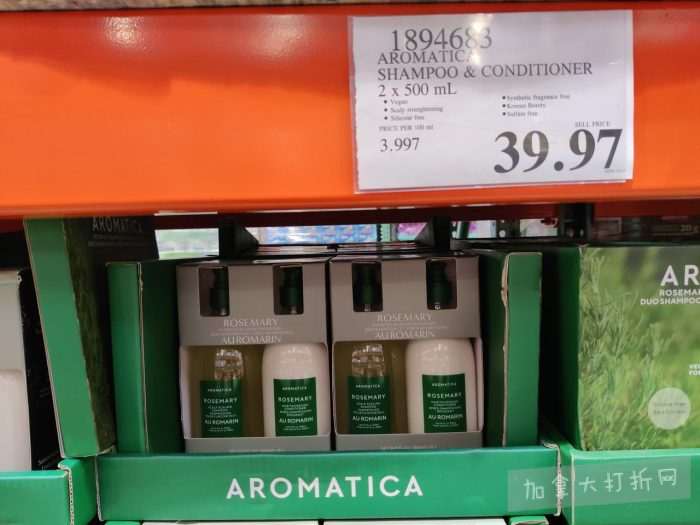 1894683
AROMATICA
SHAMPOO & CONDITIONER
2 x 500 mL
• Vegan
• Scalp strengthening
• Silicone free
• Synthetic fragrance free
• Korean Beauty
• Sulfate free
PRICE PER 100 ml
3.997
SELL PRICE
39.97
AROMATICA
ROSEMARY
AU ROMARIN
ROSEMARY
AU ROMARIN
AROMATICA
ROSEMARY
AU ROMARIN
AROMATICA
ROSEMARY
AU ROMARIN
AROMATICA
ROSEMARY
AU ROMARIN
AROMATICA
ROSEMARY
AU ROMARIN
AR
ROSEMAR
DUO SHAMPOO
AROMATICA
加拿大打折网